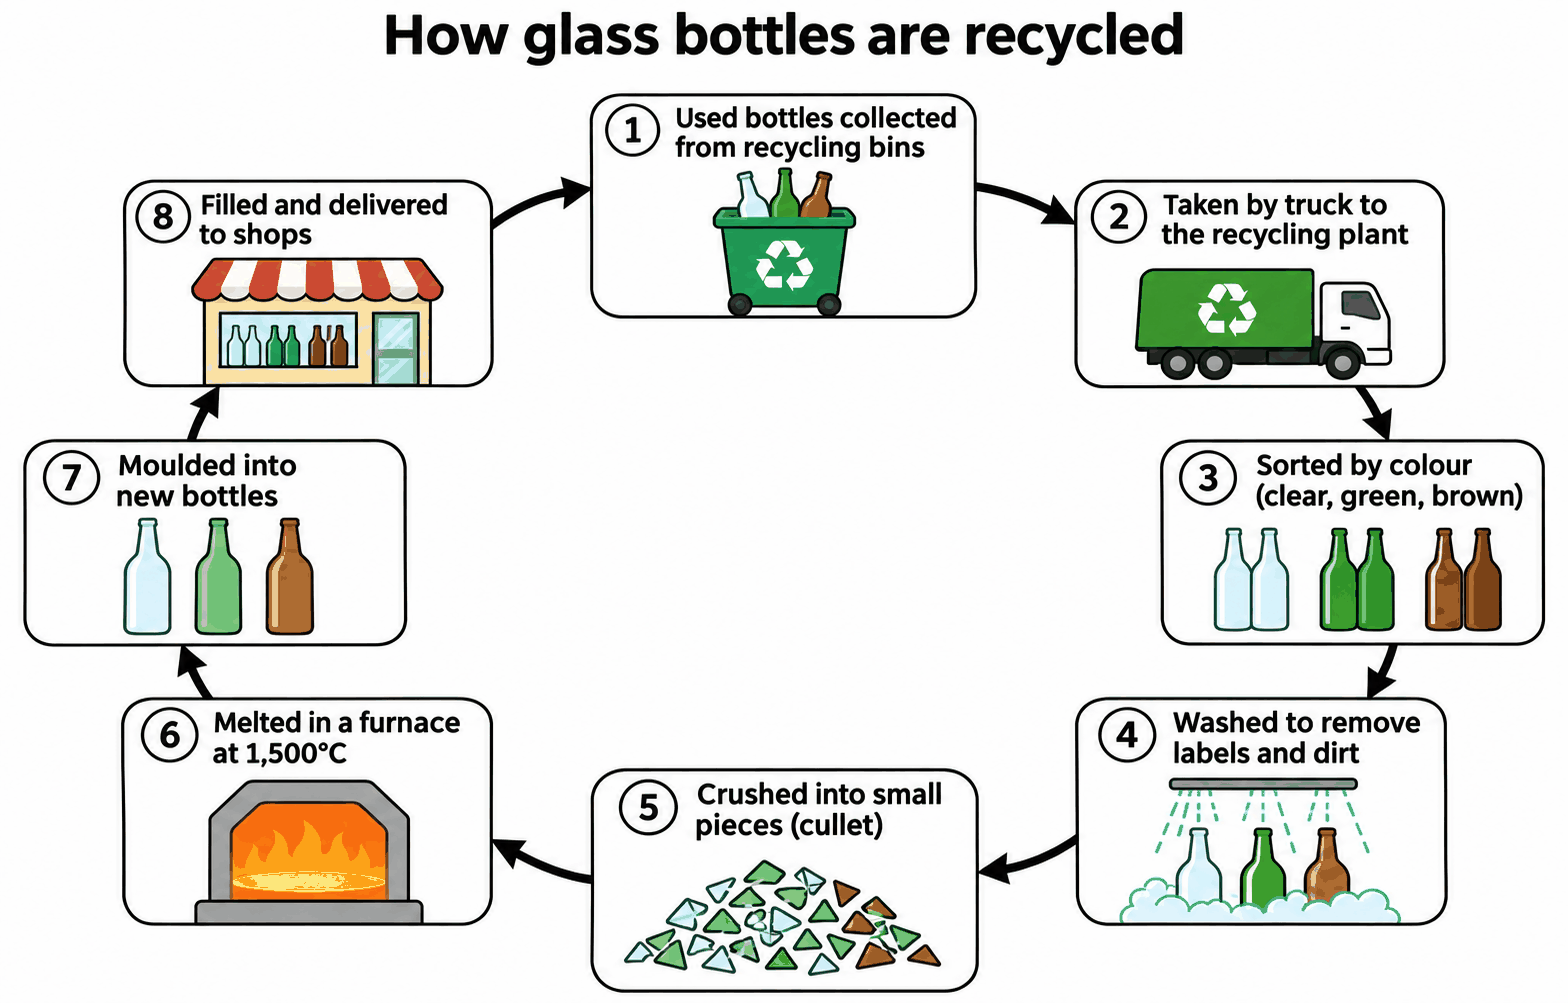 How glass bottles are recycled
1
Used bottles collected
from recycling bins
2
Taken by truck to
the recycling plant
3
Sorted by colour
(clear, green, brown)
4
Washed to remove
labels and dirt
5
Crushed into small
pieces (cullet)
6
Melted in a furnace
at 1,500°C
7
Moulded into
new bottles
8
Filled and delivered
to shops